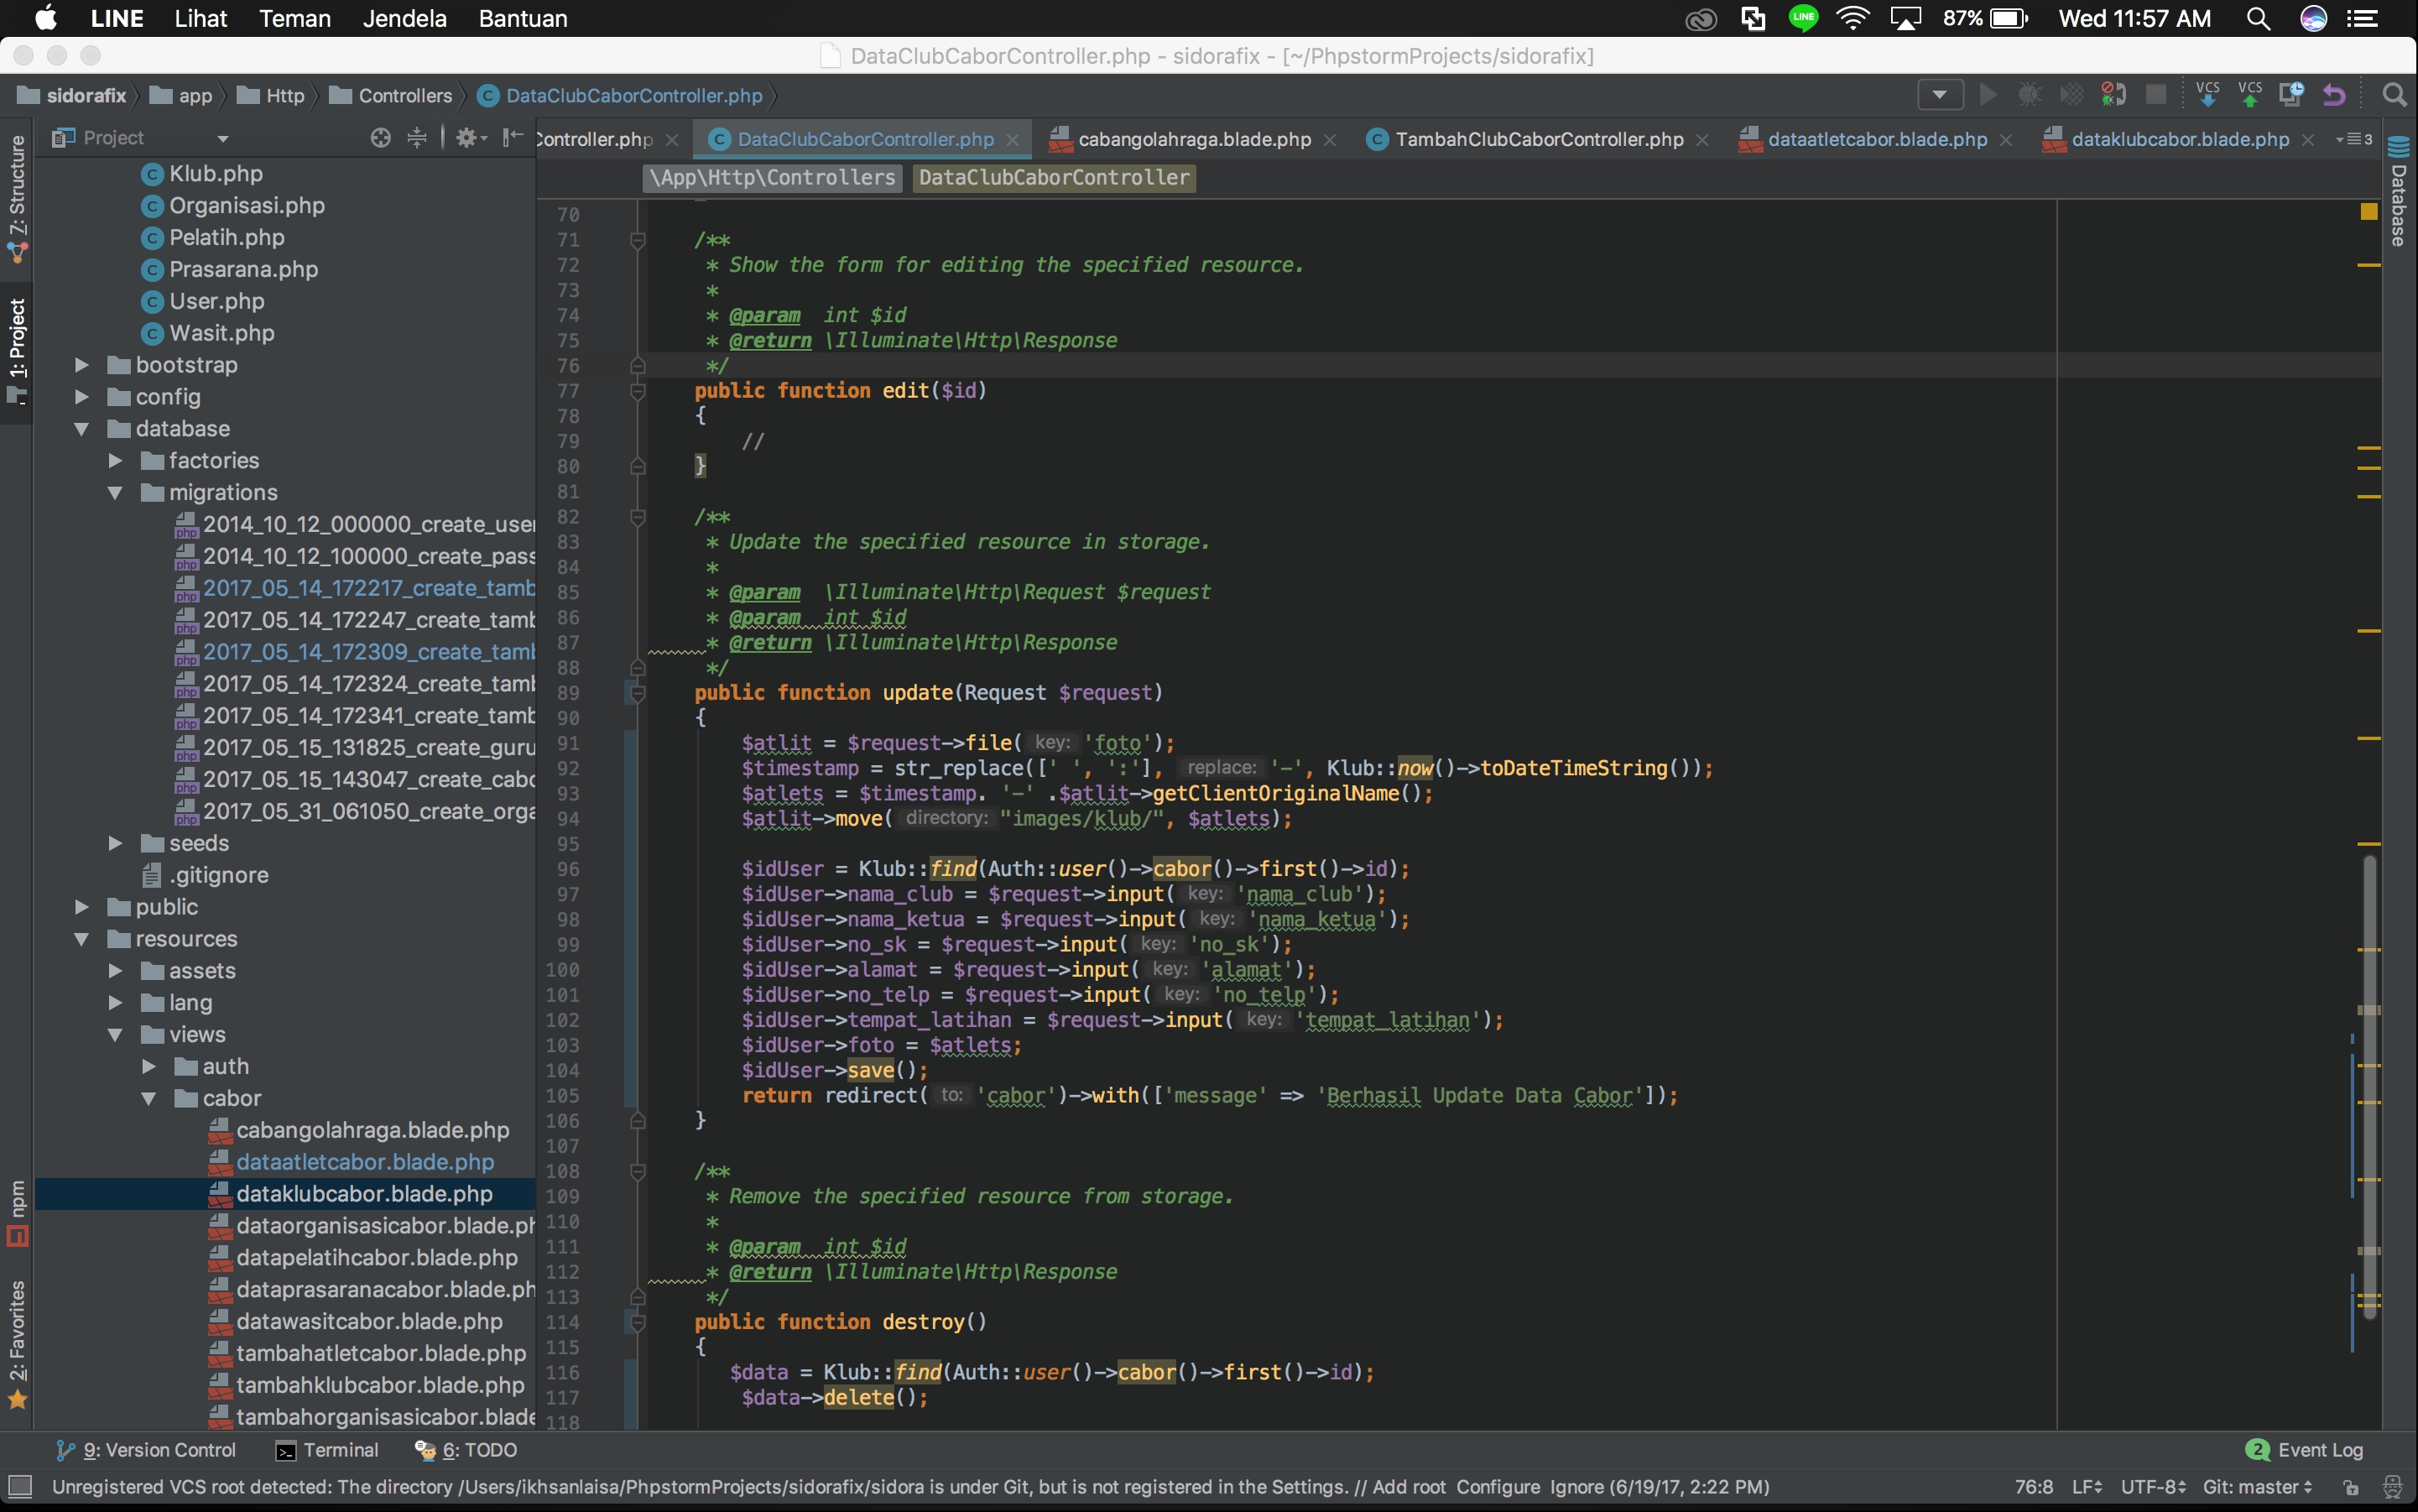 LINE Lihat Teman Jendela Bantuan LINE 87% Wed 11:57 AM
DataClubCaborController.php - sidorafix - [~/PhpstormProjects/sidorafix]
sidorafix app Http Controllers C DataClubCaborController.php VCS VCS
Project
Controller.php C DataClubCaborController.php cabangolahraga.blade.php C TambahClubCaborController.php dataatletcabor.blade.php dataklubcabor.blade.php 3
\App\Http\Controllers DataClubCaborController
7: Structure
1: Project
npm
2: Favorites
Database
C Klub.php
C Organisasi.php
C Pelatih.php
C Prasarana.php
C User.php
C Wasit.php
bootstrap
config
database
factories
migrations
php 2014_10_12_000000_create_user
php 2014_10_12_100000_create_pass
php 2017_05_14_172217_create_tamb
php 2017_05_14_172247_create_tamb
php 2017_05_14_172309_create_tamb
php 2017_05_14_172324_create_tamb
php 2017_05_14_172341_create_tamb
php 2017_05_15_131825_create_guru
php 2017_05_15_143047_create_cabo
php 2017_05_31_061050_create_orga
seeds
.gitignore
public
resources
assets
lang
views
auth
cabor
cabangolahraga.blade.php
dataatletcabor.blade.php
dataklubcabor.blade.php
dataorganisasicabor.blade.ph
datapelatihcabor.blade.php
dataprasaranacabor.blade.ph
datawasitcabor.blade.php
tambahatletcabor.blade.php
tambahklubcabor.blade.php
tambahorganisasicabor.blade
70
71 /**
72 * Show the form for editing the specified resource.
73 *
74 * @param  int $id
75 * @return \Illuminate\Http\Response
76 */
77 public function edit($id)
78 {
79 //
80 }
81
82 /**
83 * Update the specified resource in storage.
84 *
85 * @param  \Illuminate\Http\Request $request
86 * @param  int $id
87 * @return \Illuminate\Http\Response
88 */
89 public function update(Request $request)
90 {
91 $atlit = $request->file( key: 'foto');
92 $timestamp = str_replace([' ', ':'], replace: '-', Klub::now()->toDateTimeString());
93 $atlets = $timestamp. '-' .$atlit->getClientOriginalName();
94 $atlit->move( directory: "images/klub/", $atlets);
95
96 $idUser = Klub::find(Auth::user()->cabor()->first()->id);
97 $idUser->nama_club = $request->input( key: 'nama_club');
98 $idUser->nama_ketua = $request->input( key: 'nama_ketua');
99 $idUser->no_sk = $request->input( key: 'no_sk');
100 $idUser->alamat = $request->input( key: 'alamat');
101 $idUser->no_telp = $request->input( key: 'no_telp');
102 $idUser->tempat_latihan = $request->input( key: 'tempat_latihan');
103 $idUser->foto = $atlets;
104 $idUser->save();
105 return redirect( to: 'cabor')->with(['message' => 'Berhasil Update Data Cabor']);
106 }
107
108 /**
109 * Remove the specified resource from storage.
110 *
111 * @param  int $id
112 * @return \Illuminate\Http\Response
113 */
114 public function destroy()
115 {
116 $data = Klub::find(Auth::user()->cabor()->first()->id);
117 $data->delete();
118
9: Version Control Terminal 6: TODO 2 Event Log
Unregistered VCS root detected: The directory /Users/ikhsanlaisa/PhpstormProjects/sidorafix/sidora is under Git, but is not registered in the Settings. // Add root Configure Ignore (6/19/17, 2:22 PM) 76:8 LF UTF-8 Git: master